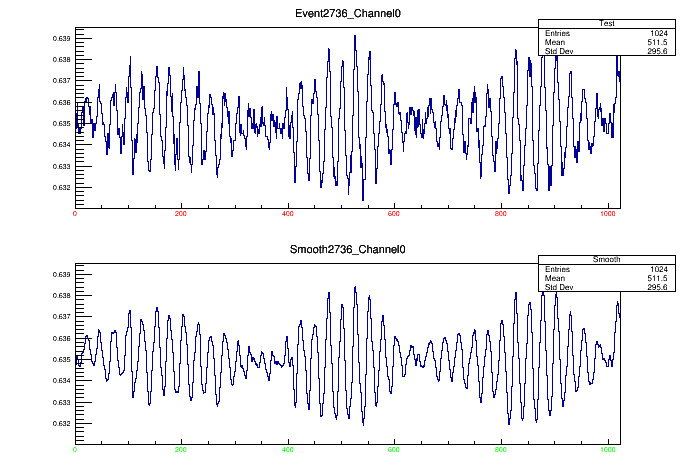 Event2736_Channel0
Test
Entries 1024
Mean 511.5
Std Dev 295.6
0.639
0.638
0.637
0.636
0.635
0.634
0.633
0.632
0 200 400 600 800 1000
Smooth2736_Channel0
Smooth
Entries 1024
Mean 511.5
Std Dev 295.6
0.639
0.638
0.637
0.636
0.635
0.634
0.633
0.632
0 200 400 600 800 1000